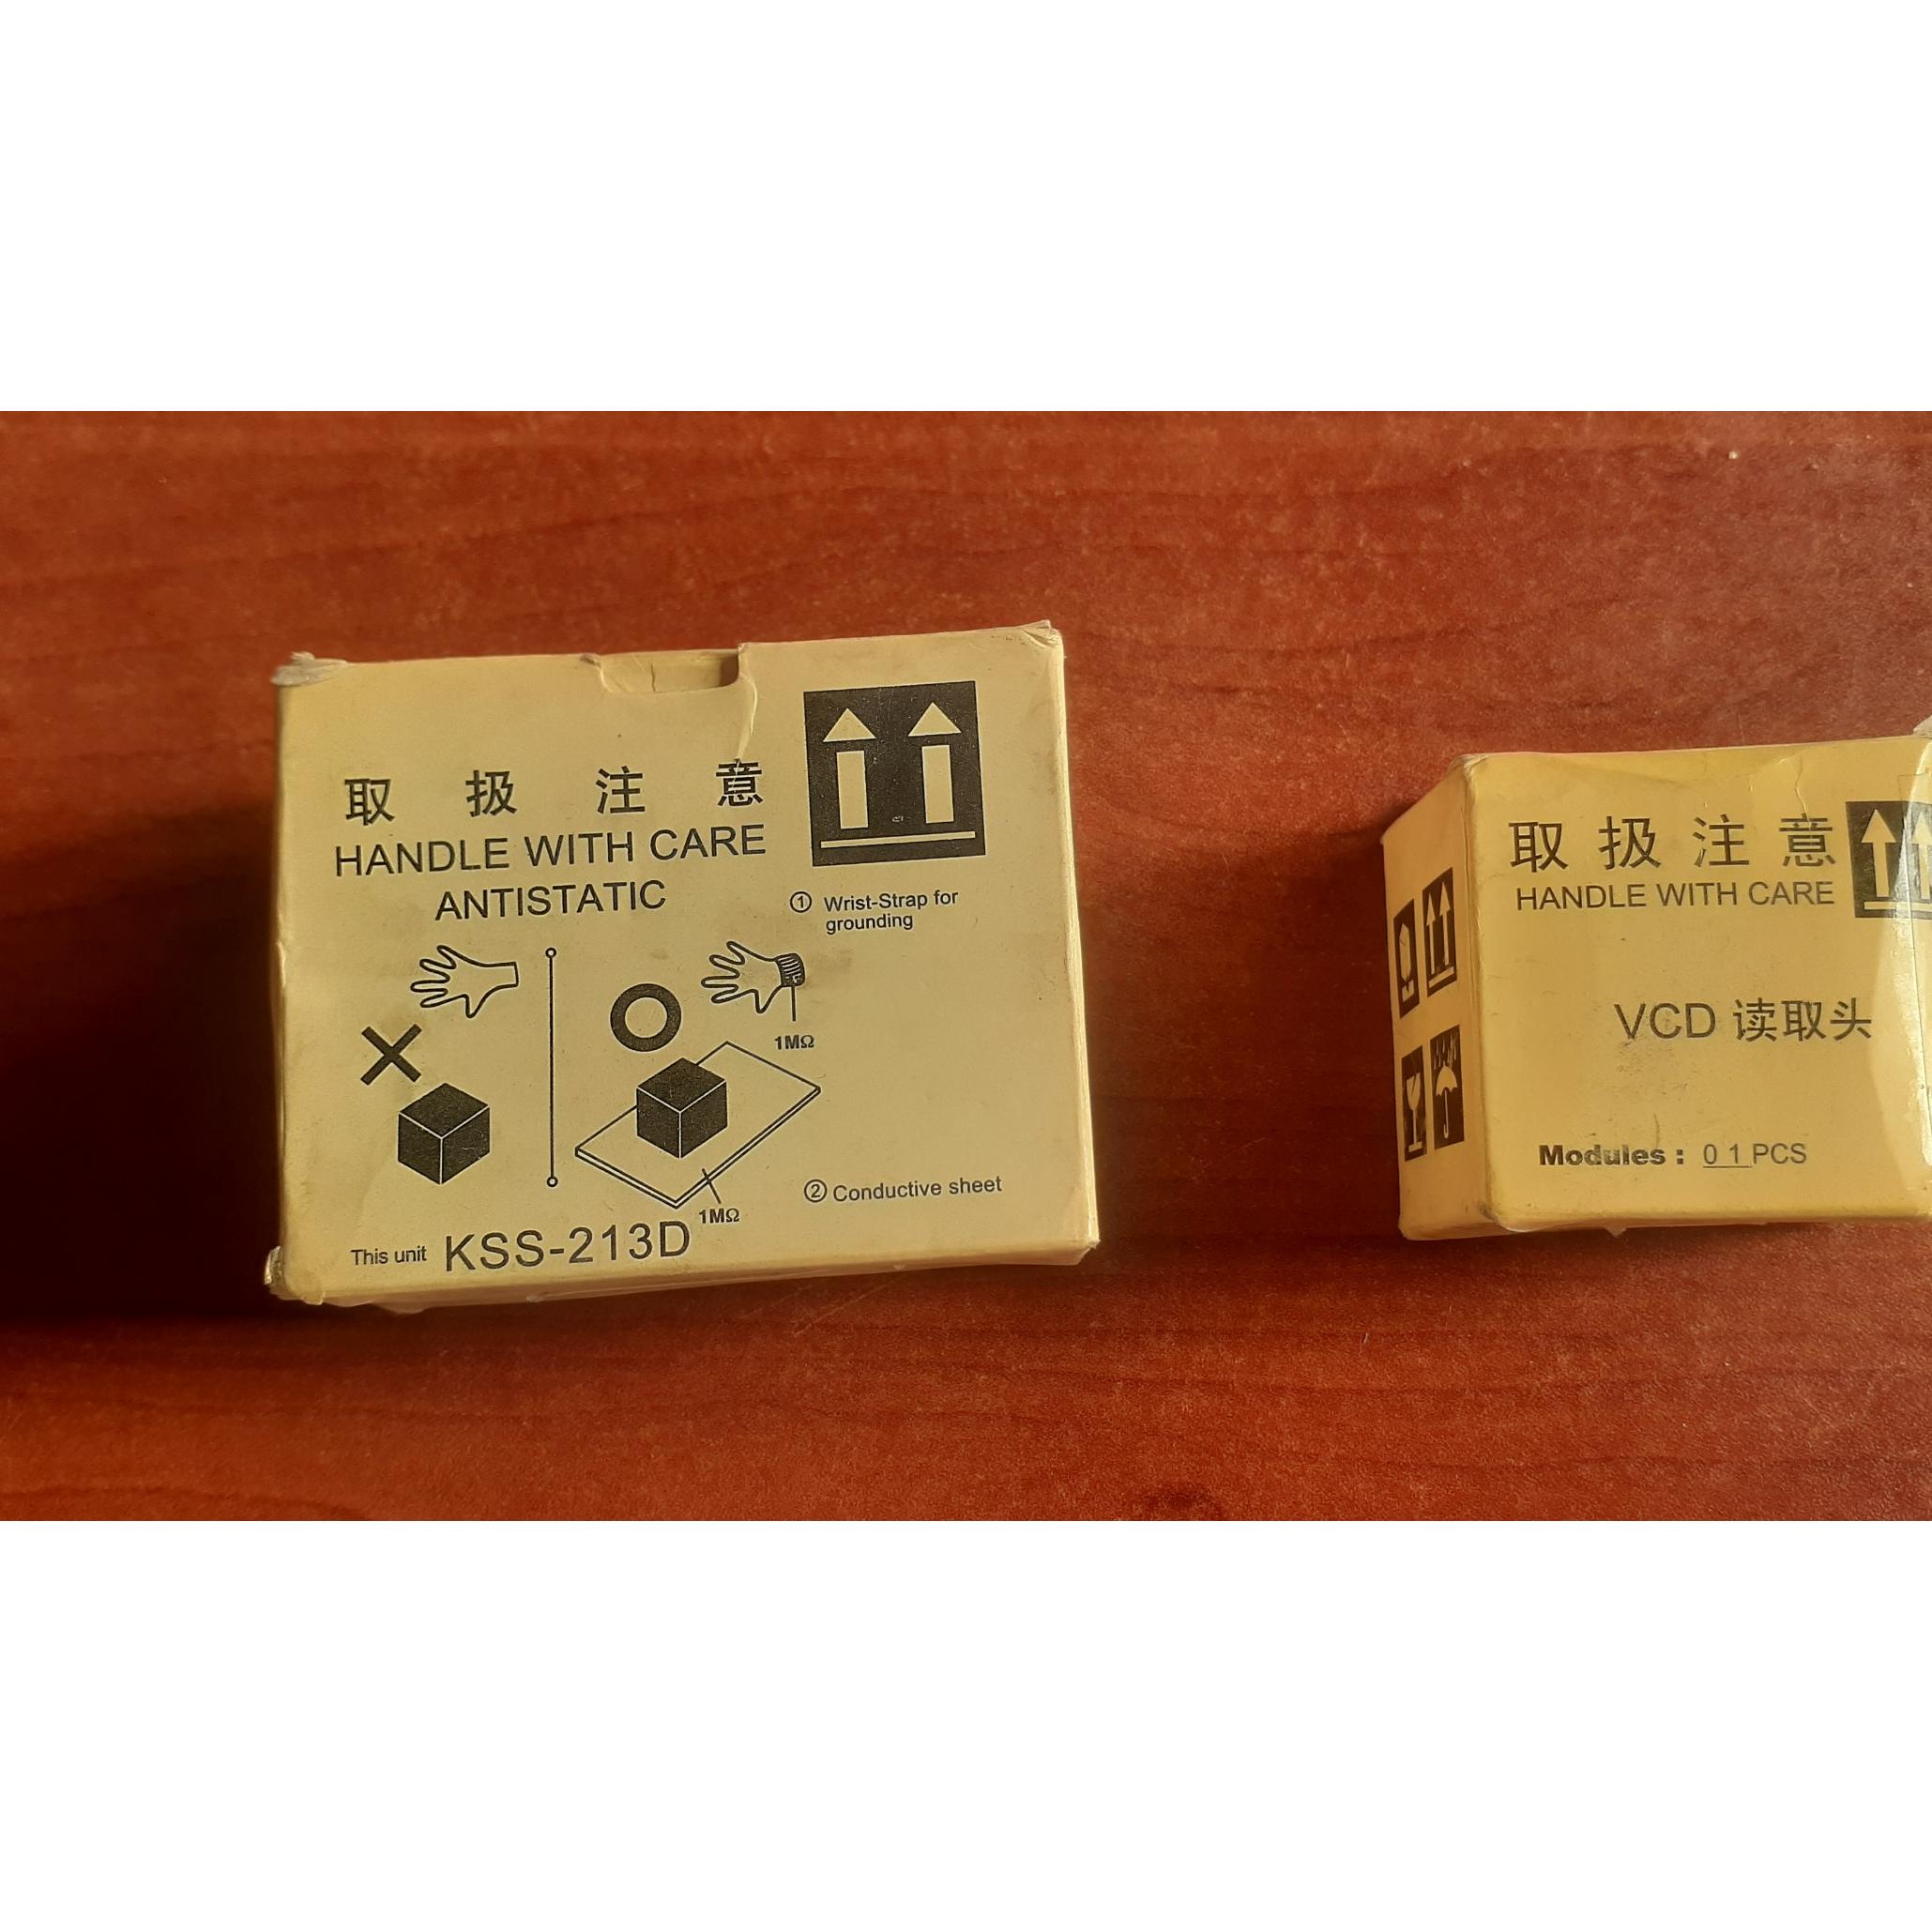 取 扱 注 意
HANDLE WITH CARE
ANTISTATIC
① Wrist-Strap for
grounding
1MΩ
② Conductive sheet
1MΩ
This unit KSS-213D
取 扱 注 意
HANDLE WITH CARE
VCD 读取头
Modules : 0 1 PCS